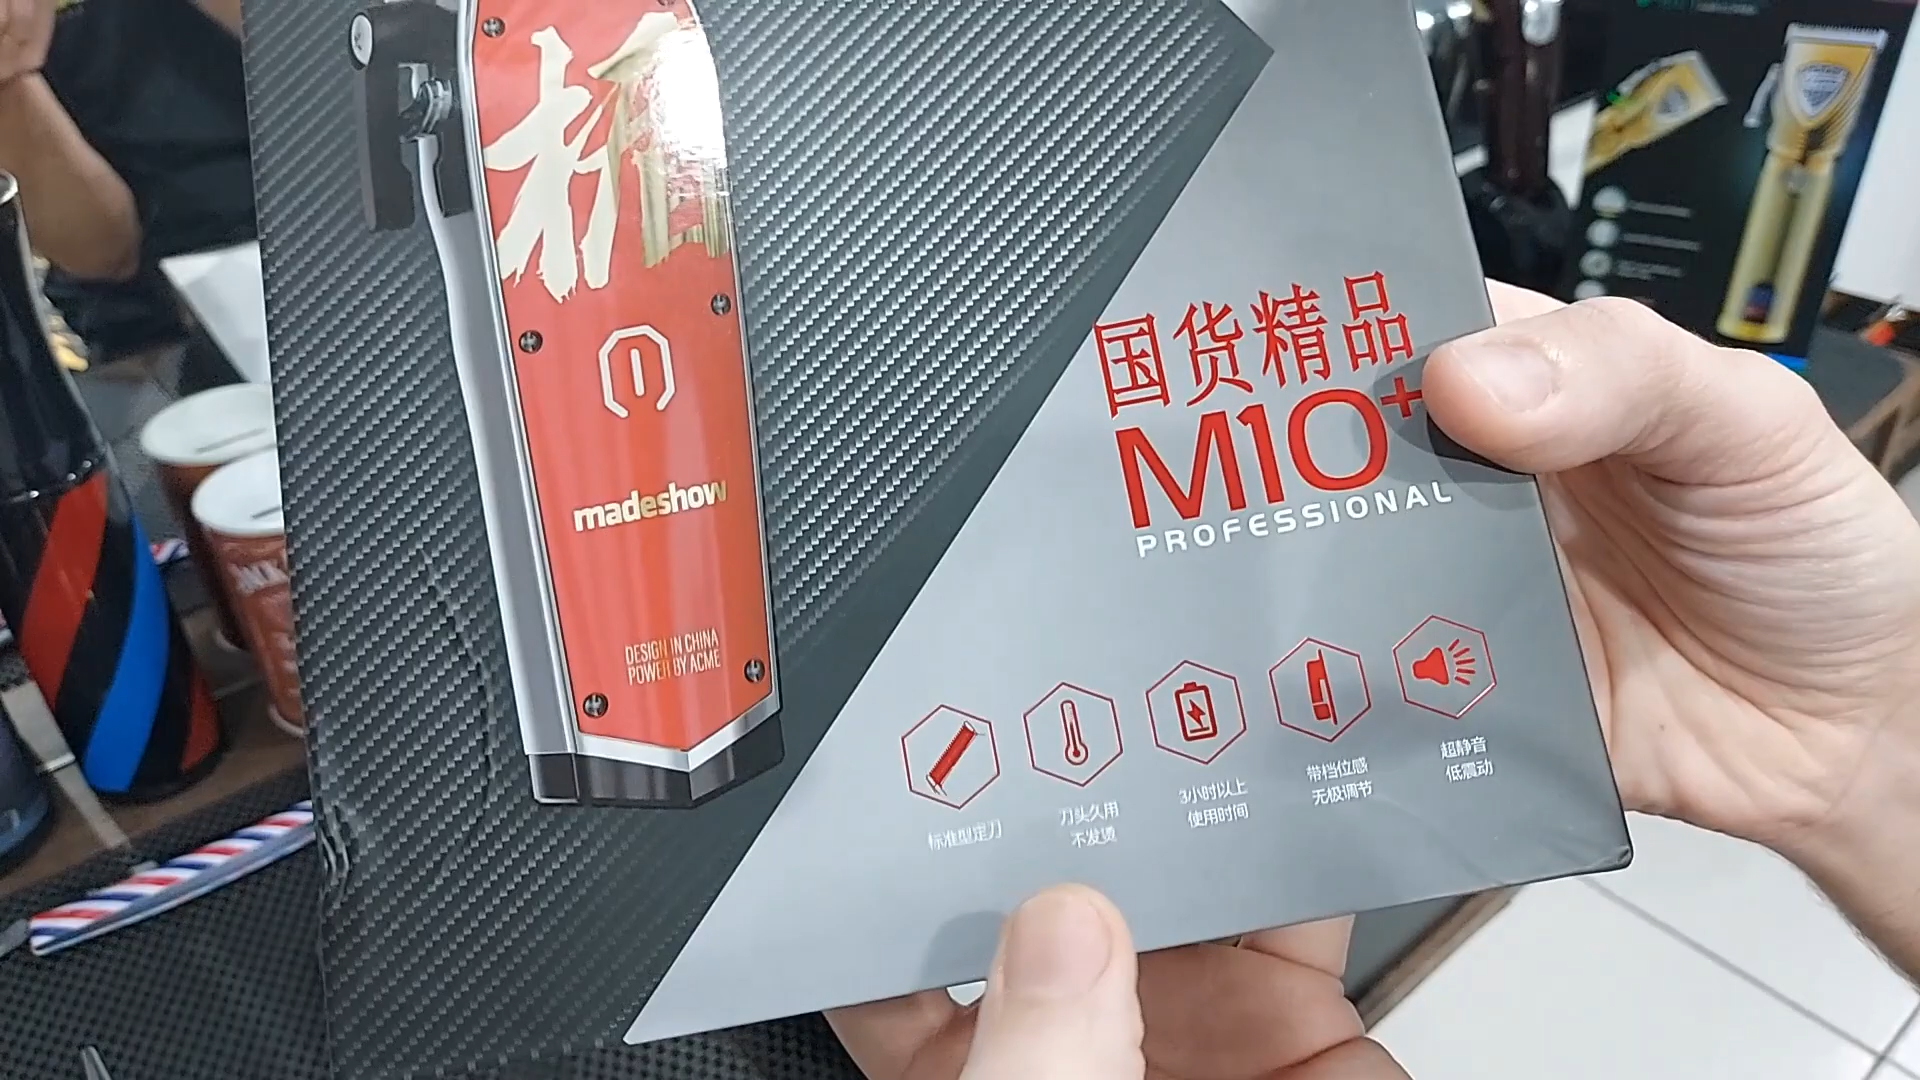 madeshow
DESIGN IN CHINA
POWER BY ACME
国货精品
M10+
PROFESSIONAL
标准型定刀
刀头久用
不发烫
3小时以上
使用时间
带档位感
无极调节
超静音
低震动